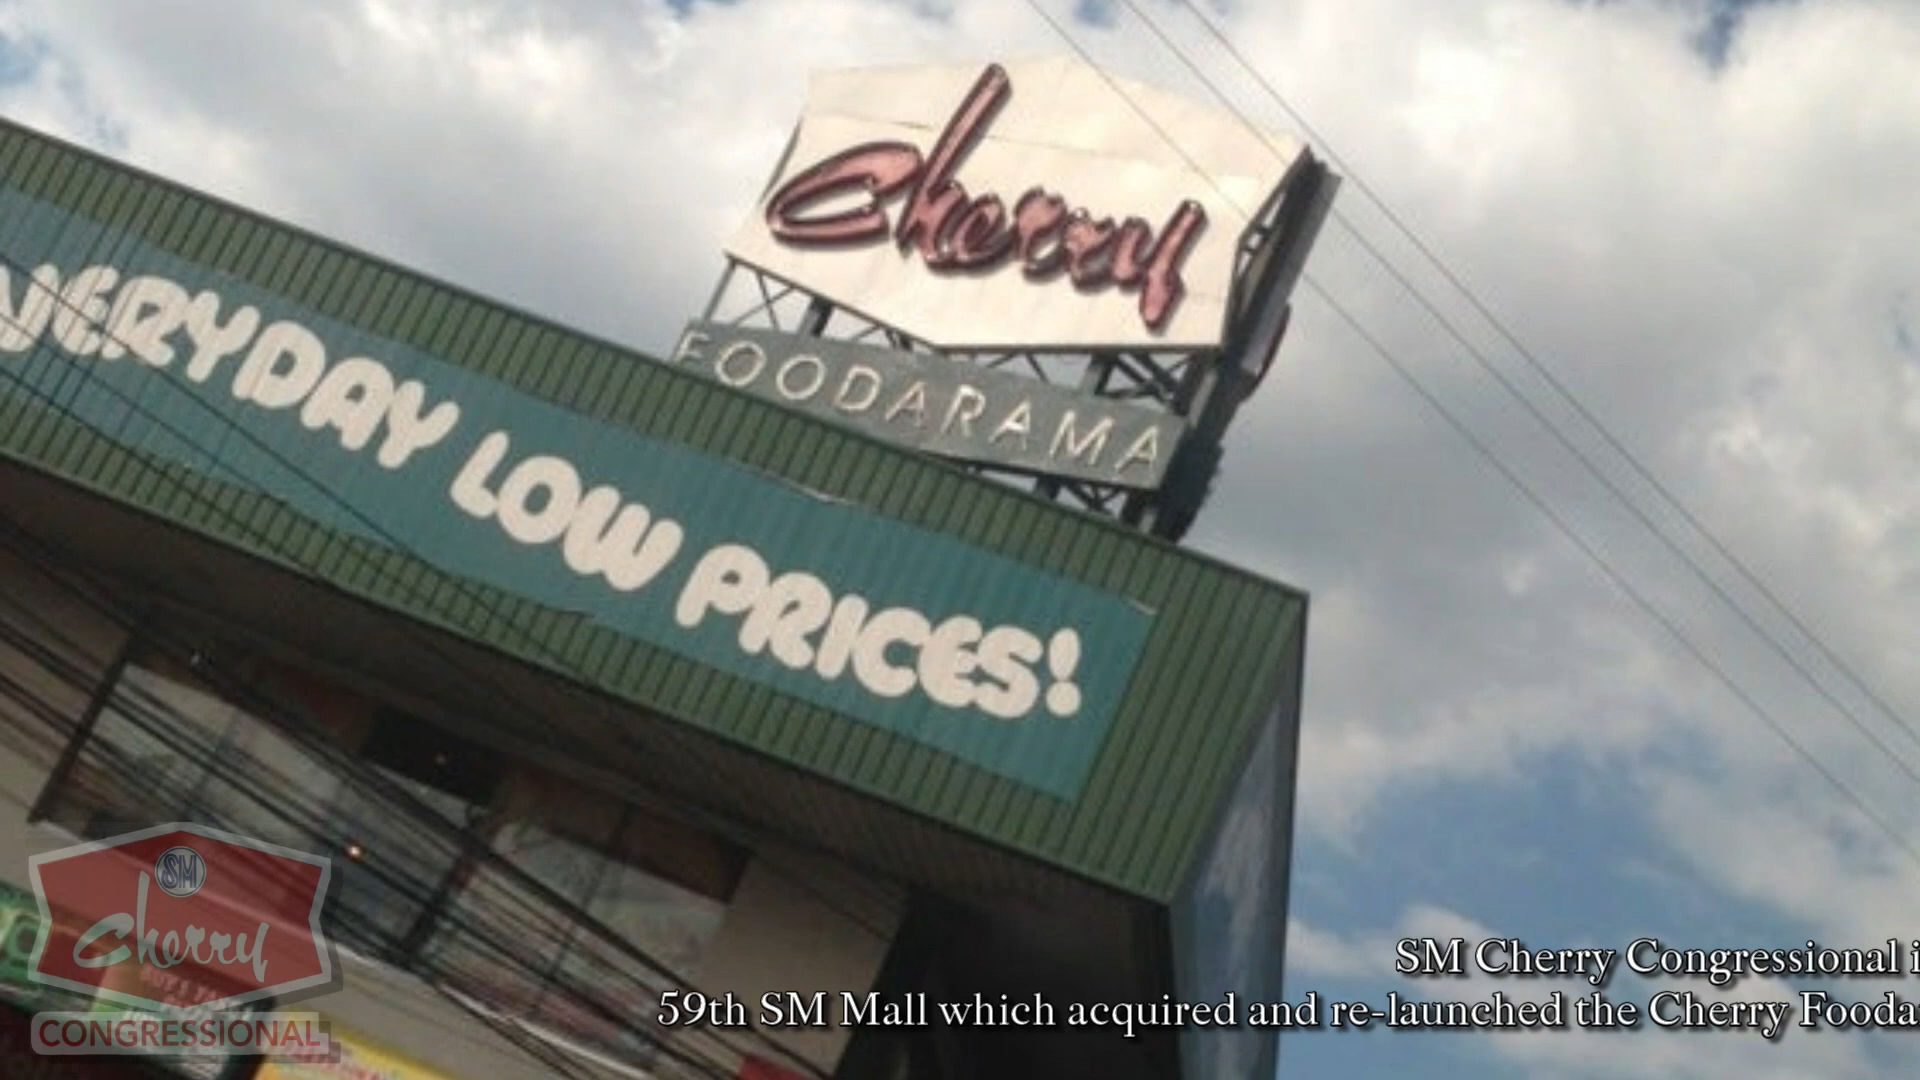 cherry
FOODARAMA
VERYDAY LOW PRICES!
SM
cherry
CONGRESSIONAL
SM Cherry Congressional i
59th SM Mall which acquired and re-launched the Cherry Fooda